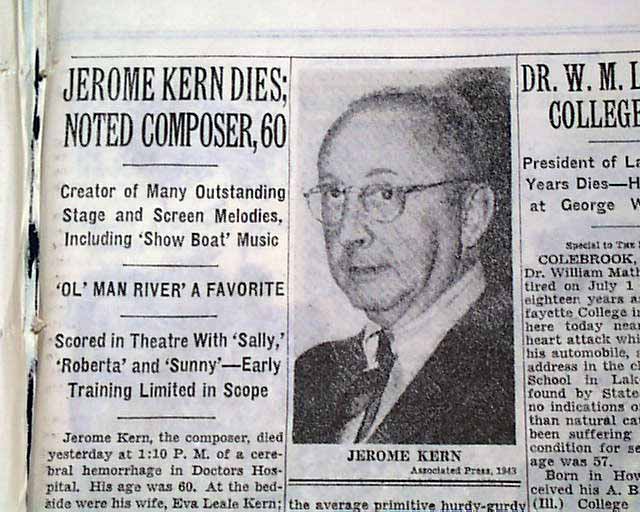 JEROME KERN DIES;
NOTED COMPOSER, 60
Creator of Many Outstanding
Stage and Screen Melodies,
Including 'Show Boat' Music
'OL' MAN RIVER' A FAVORITE
Scored in Theatre With 'Sally,'
'Roberta' and 'Sunny'—Early
Training Limited in Scope
Jerome Kern, the composer, died
yesterday at 1:10 P. M. of a cere-
bral hemorrhage in Doctors Hos-
pital. His age was 60. At the bed-
side were his wife, Eva Leale Kern;
JEROME KERN
Associated Press, 1943
the average primitive hurdy-gurdy
DR. W. M. L
COLLEGE
President of La
Years Dies—H
at George W
Special to THE
COLEBROOK,
Dr. William Mat
tired on July 1
eighteen years a
fayette College i
here today nea
heart attack whi
his automobile,
address in the c
School in Lak
found by State
no indications o
than natural ca
been suffering
condition for se
age was 57.
Born in How
ceived his A. B
(Ill.) College